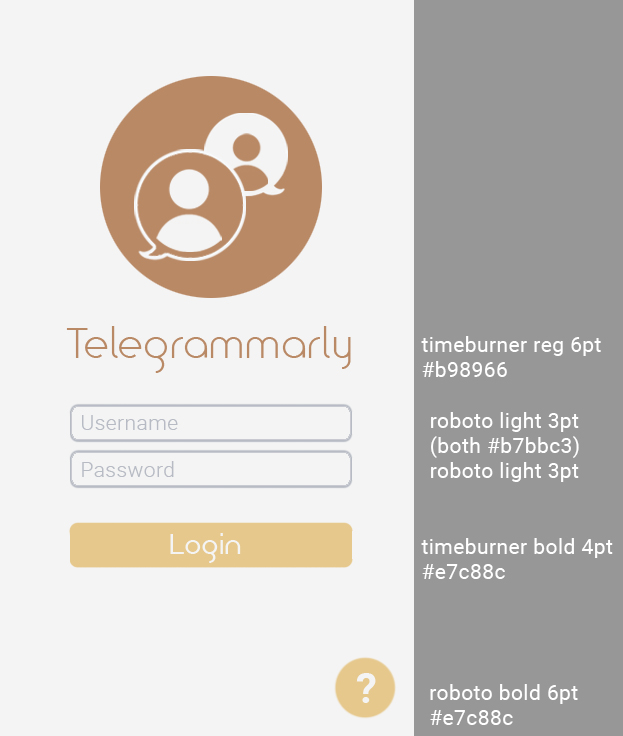 Telegrammarly
timeburner reg 6pt
#b98966
Username
roboto light 3pt
(both #b7bbc3)
Password
roboto light 3pt
Login
timeburner bold 4pt
#e7c88c
?
roboto bold 6pt
#e7c88c